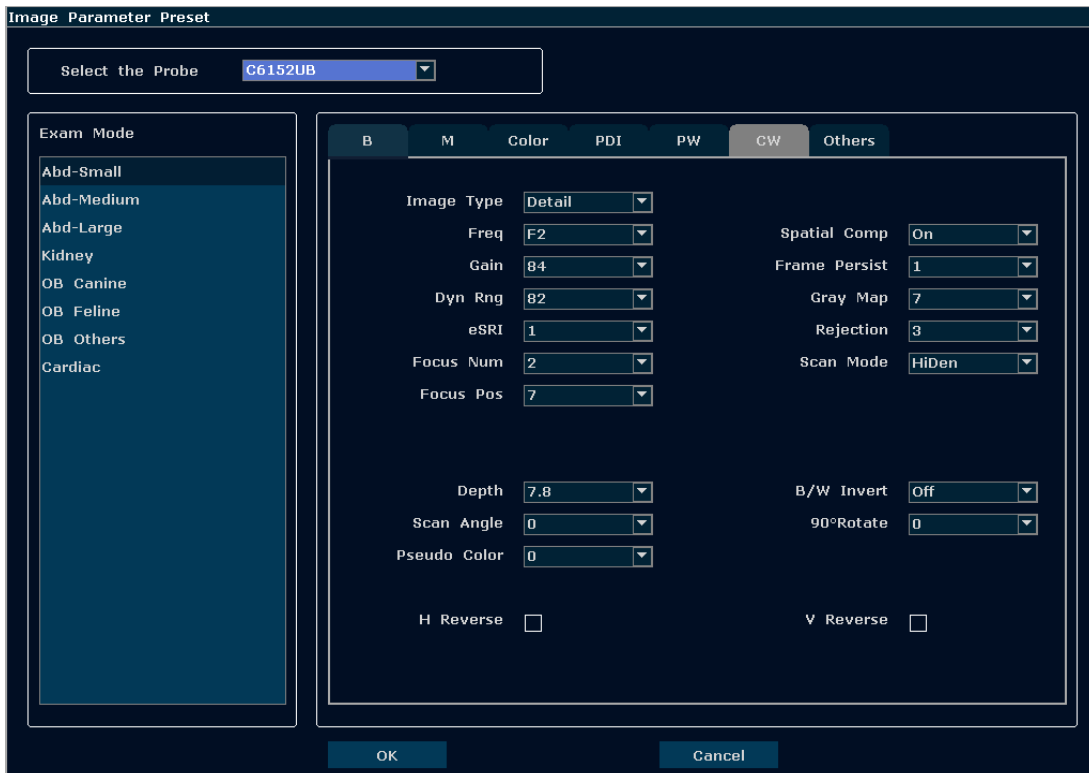 Image Parameter Preset
Select the Probe C6152UB
Exam Mode
Abd-Small
Abd-Medium
Abd-Large
Kidney
OB Canine
OB Feline
OB Others
Cardiac
B M Color PDI PW CW Others
Image Type Detail
Freq F2 Spatial Comp On
Gain 84 Frame Persist 1
Dyn Rng 82 Gray Map 7
eSRI 1 Rejection 3
Focus Num 2 Scan Mode HiDen
Focus Pos 7
Depth 7.8 B/W Invert Off
Scan Angle 0 90°Rotate 0
Pseudo Color 0
H Reverse V Reverse
OK Cancel